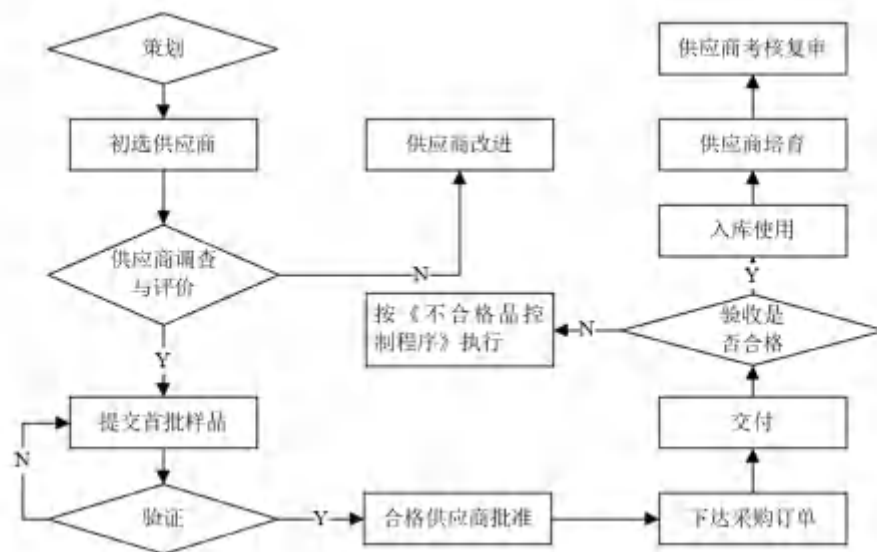 策划
供应商考核复审
初选供应商
供应商改进
供应商培育
入库使用
供应商调查
与评价
N
Y
按《不合格品控
制程序》执行
N
验收是
否合格
Y
提交首批样品
交付
N
验证
Y
合格供应商批准
下达采购订单